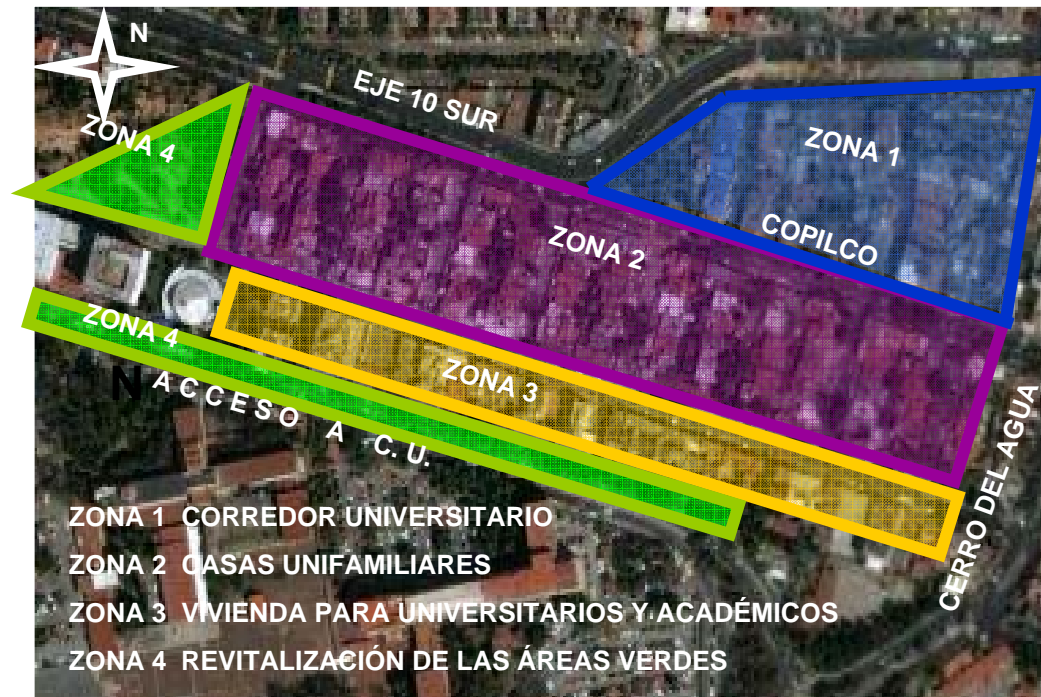 N
ZONA 4
EJE 10 SUR
ZONA 1
ZONA 2
COPILCO
ZONA 4
ZONA 3
N
ACCESO A C.U.
CERRO DEL AGUA
ZONA 1 CORREDOR UNIVERSITARIO
ZONA 2 CASAS UNIFAMILIARES
ZONA 3 VIVIENDA PARA UNIVERSITARIOS Y ACADÉMICOS
ZONA 4 REVITALIZACIÓN DE LAS ÁREAS VERDES